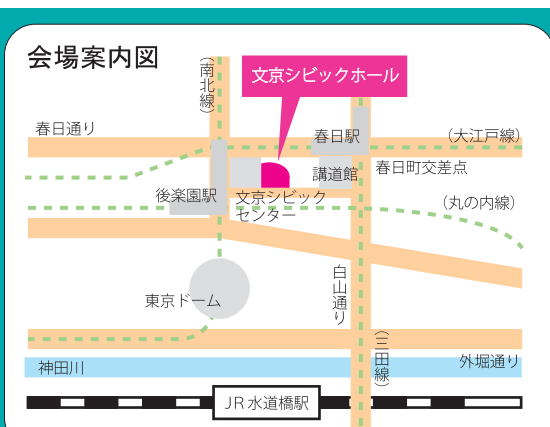 会場案内図
(南北線)
文京シビックホール
春日通り
春日駅
(大江戸線)
講道館
春日町交差点
後楽園駅
文京シビック
センター
(丸の内線)
東京ドーム
白山通り
(三田線)
神田川
外堀通り
JR水道橋駅